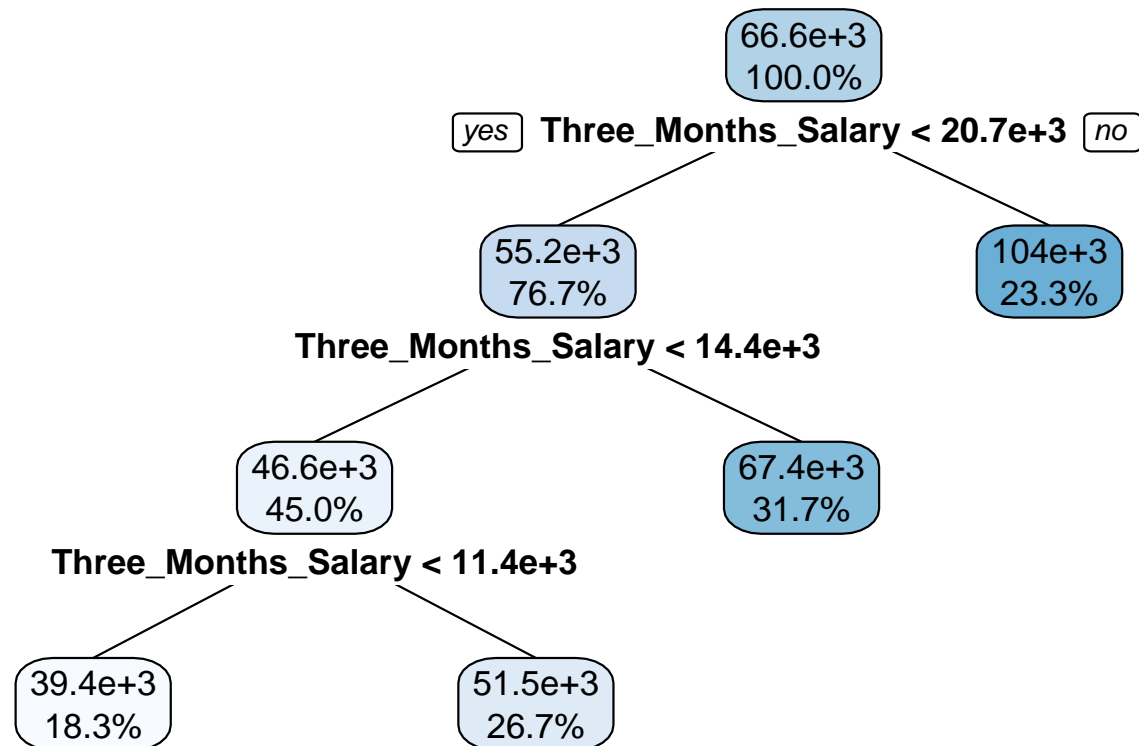 66.6e+3
100.0%
yes Three_Months_Salary < 20.7e+3 no
55.2e+3
76.7%
104e+3
23.3%
Three_Months_Salary < 14.4e+3
46.6e+3
45.0%
67.4e+3
31.7%
Three_Months_Salary < 11.4e+3
39.4e+3
18.3%
51.5e+3
26.7%